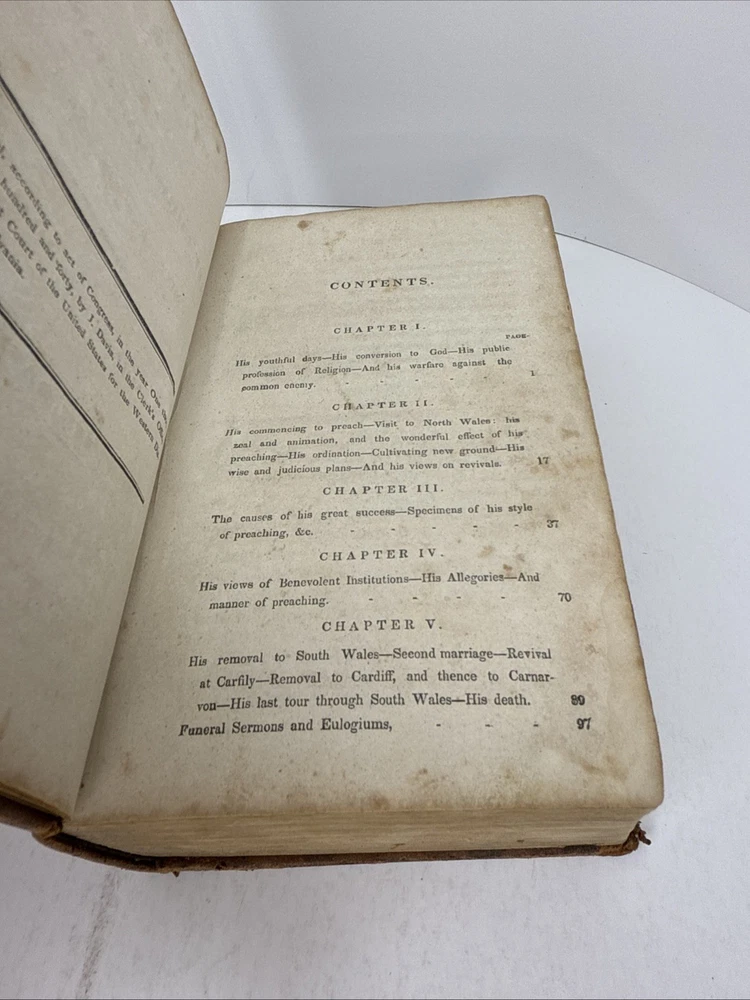 according to act of Congress, in the year One
hundred and forty, by J. Davis, in the Clerk's
Court of the United States for the Western
CONTENTS.
CHAPTER I.
PAGE.
His youthful days—His conversion to God—His public
profession of Religion—And his warfare against the
common enemy. - - - - - 1
CHAPTER II.
His commencing to preach—Visit to North Wales: his
zeal and animation, and the wonderful effect of his
preaching—His ordination—Cultivating new ground—His
wise and judicious plans—And his views on revivals. 17
CHAPTER III.
The causes of his great success—Specimens of his style
of preaching, &c. - - - - - 37
CHAPTER IV.
His views of Benevolent Institutions—His Allegories—And
manner of preaching. - - - - 70
CHAPTER V.
His removal to South Wales—Second marriage—Revival
at Carfily—Removal to Cardiff, and thence to Carnar-
von—His last tour through South Wales—His death. 89
Funeral Sermons and Eulogiums, - - - 97